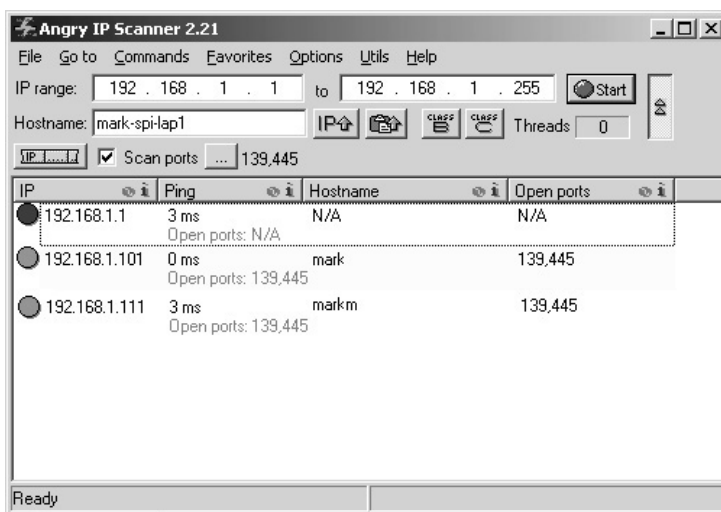 Angry IP Scanner 2.21
File Go to Commands Favorites Options Utils Help
IP range: 192 . 168 . 1 . 1 to 192 . 168 . 1 . 255 Start
Hostname: mark-spi-lap1 IP CLASS B CLASS C Threads 0
IP Scan ports ... 139,445
IP Ping Hostname Open ports
192.168.1.1 3 ms N/A N/A
Open ports: N/A
192.168.1.101 0 ms mark 139,445
Open ports: 139,445
192.168.1.111 3 ms markm 139,445
Open ports: 139,445
Ready